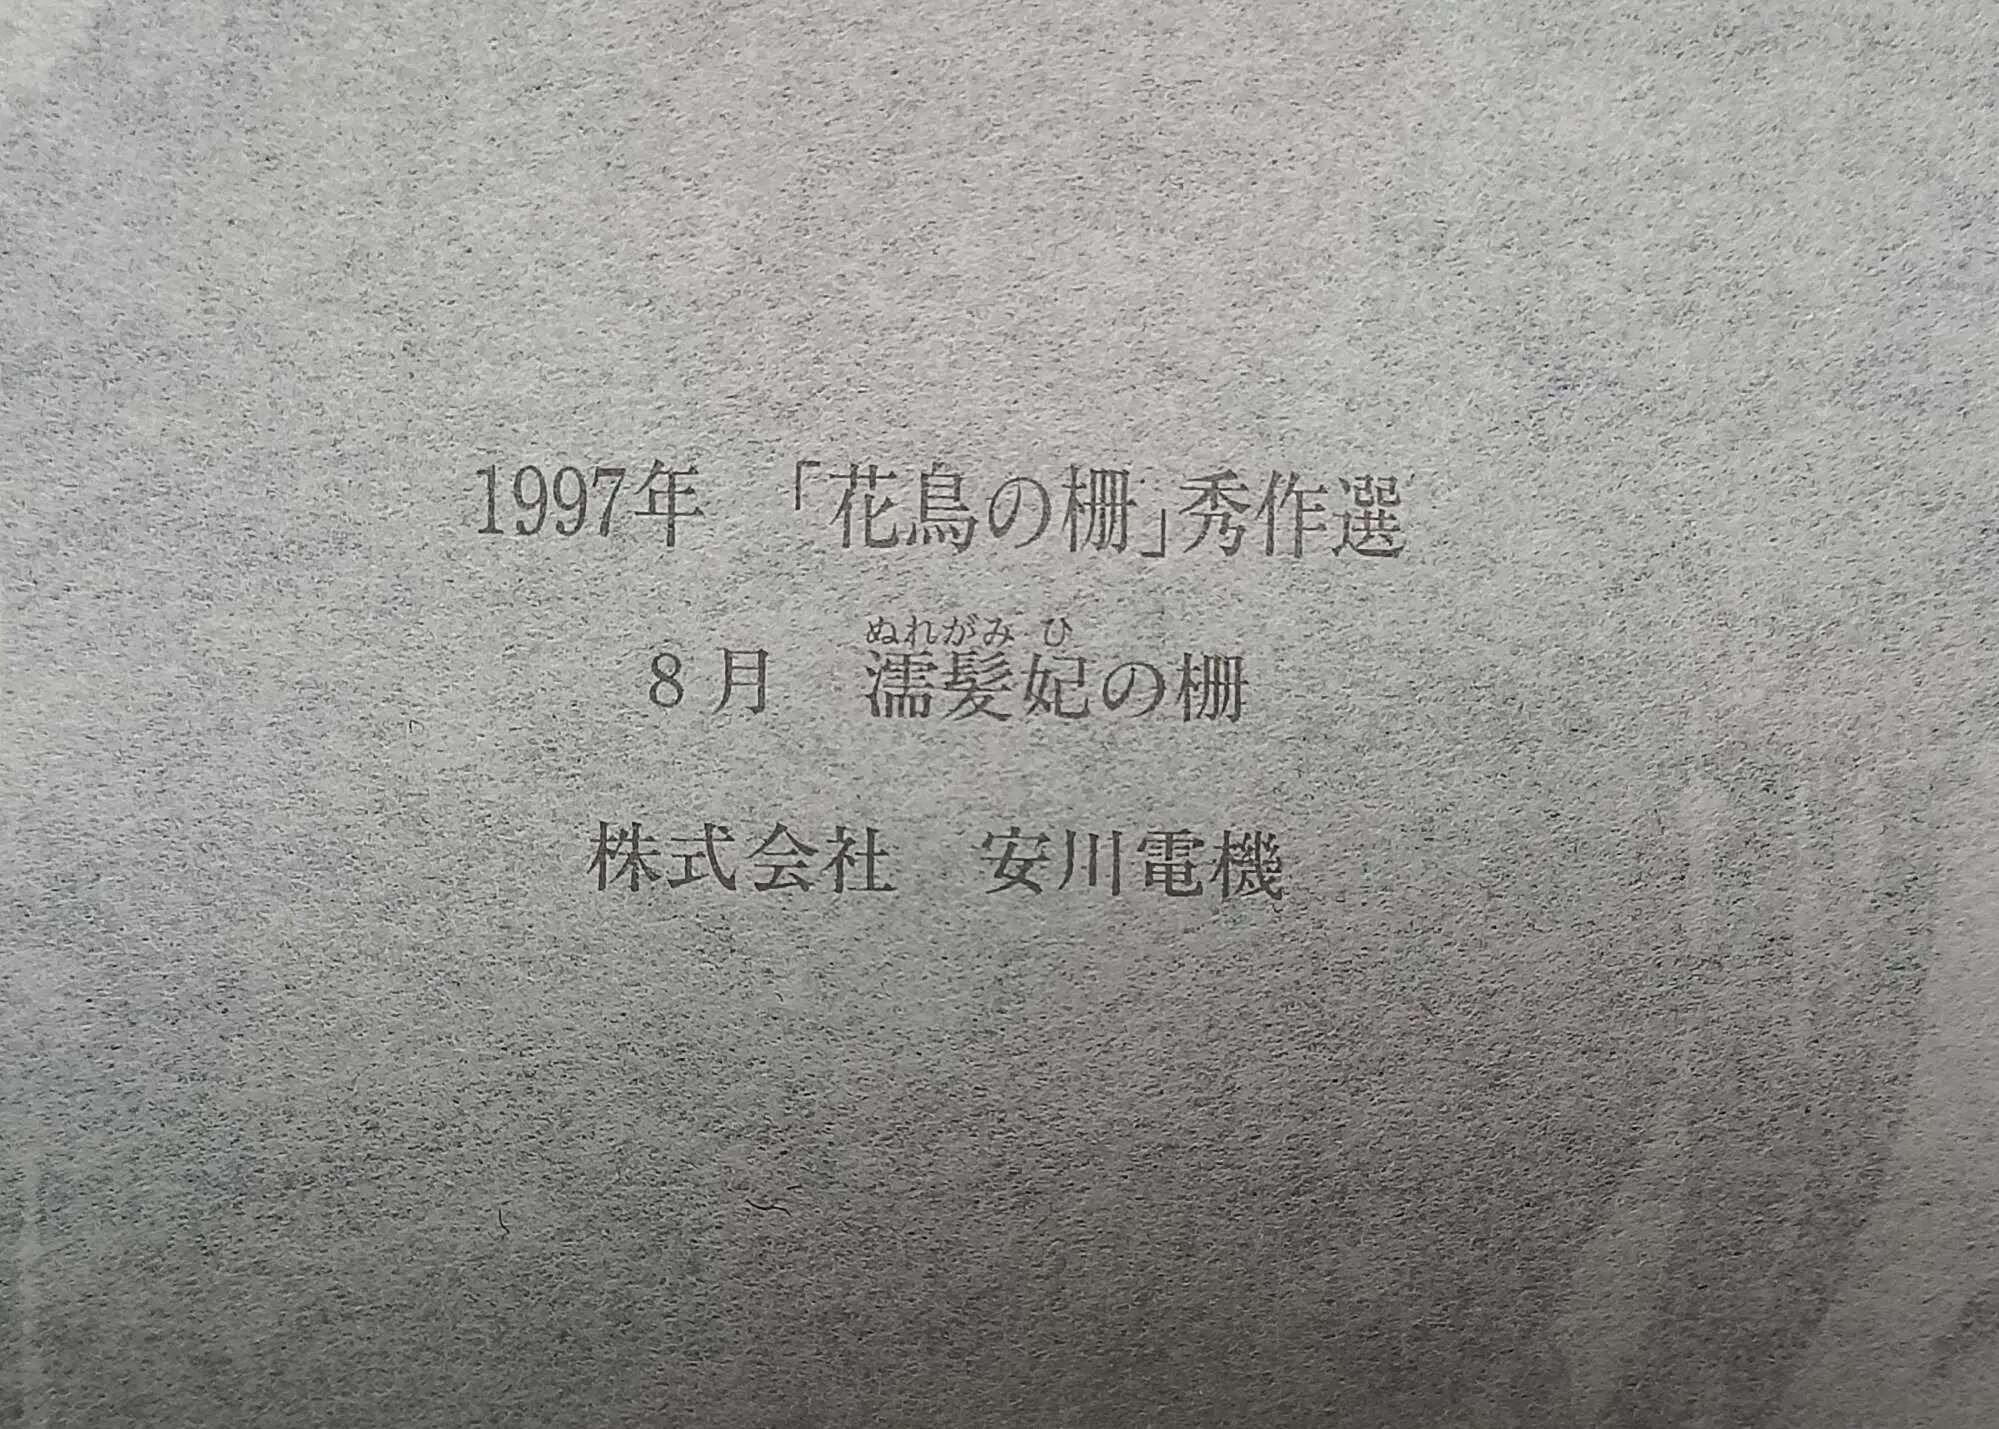 1997年　「花鳥の柵」秀作選
ぬれがみ ひ
8月　濡髪妃の柵
株式会社　安川電機